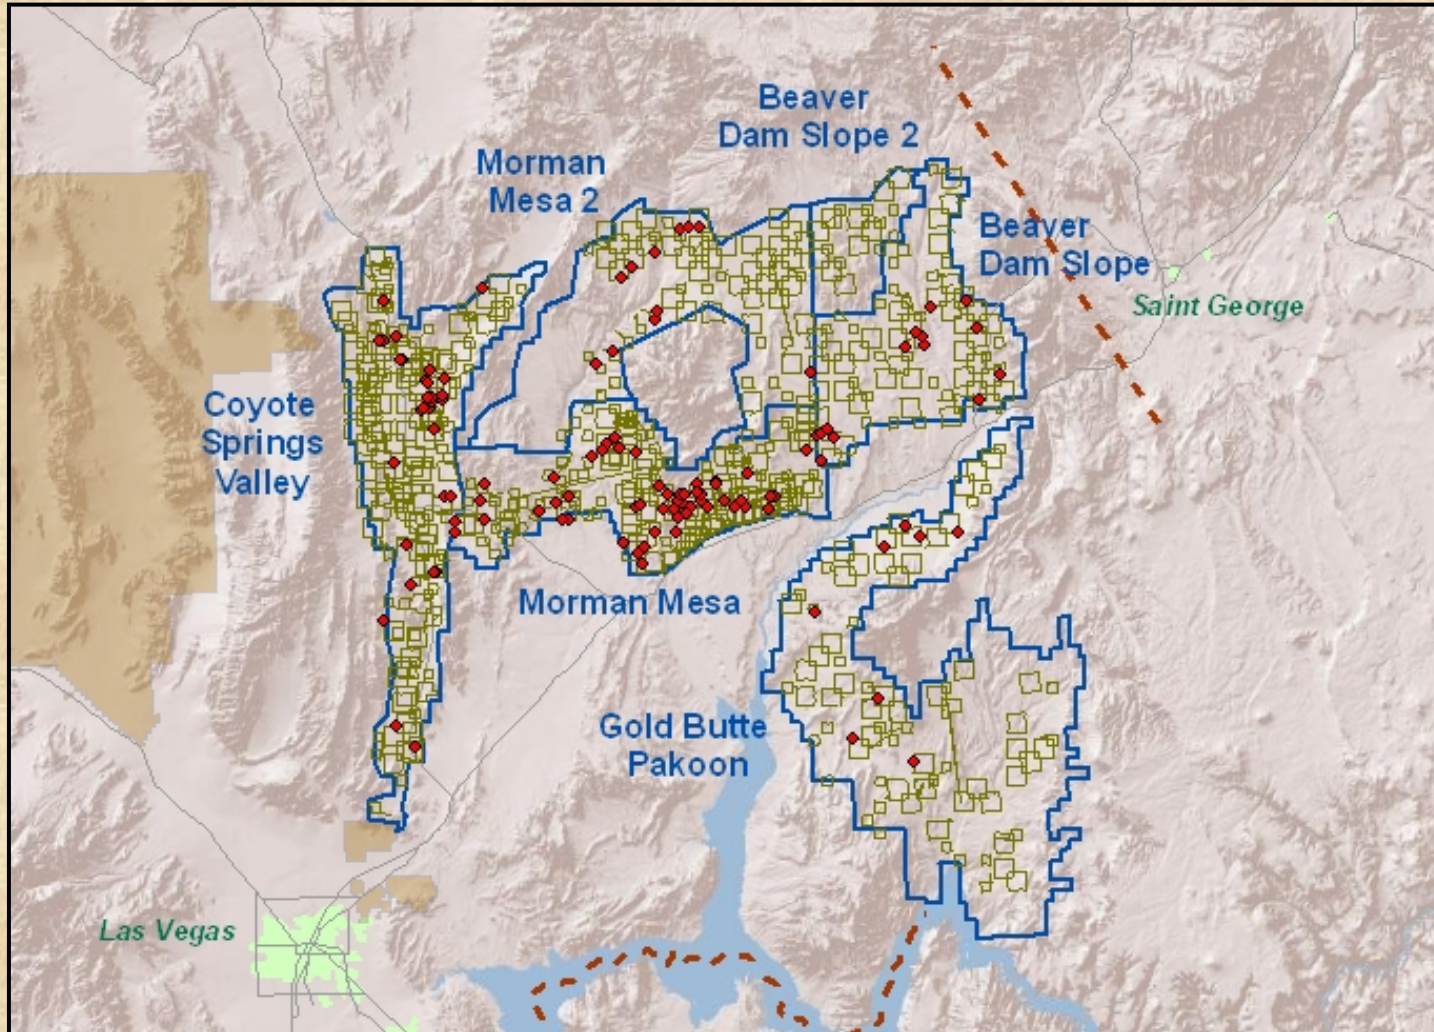 Beaver
Dam Slope 2
Morman
Mesa 2
Beaver
Dam Slope
Saint George
Coyote
Springs
Valley
Morman Mesa
Gold Butte
Pakoon
Las Vegas